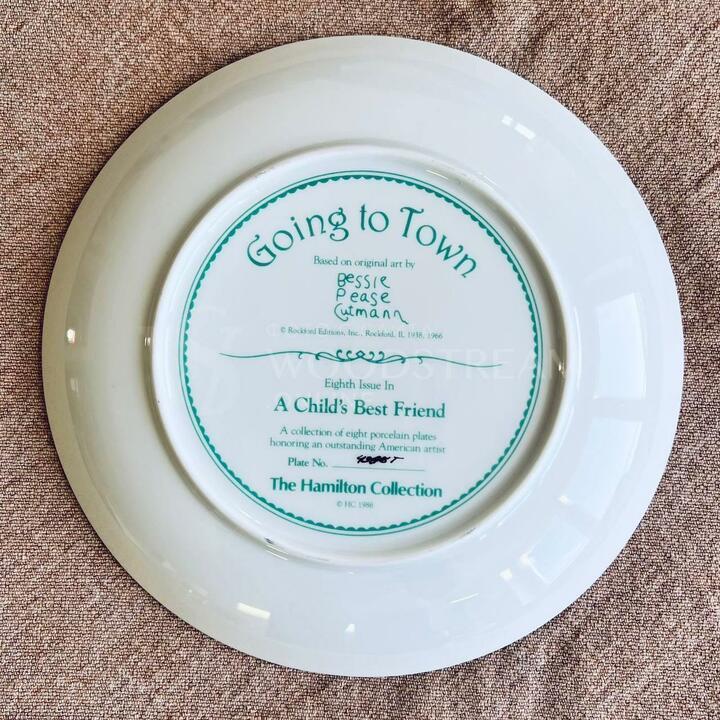 Going to Town
Based on original art by
Bessie
Pease
Gutmann
© Rockford Editions, Inc., Rockford, IL 1938, 1986
Eighth Issue In
A Child's Best Friend
A collection of eight porcelain plates
honoring an outstanding American artist
Plate No.
The Hamilton Collection
© HC 1986
WOODSTREAM